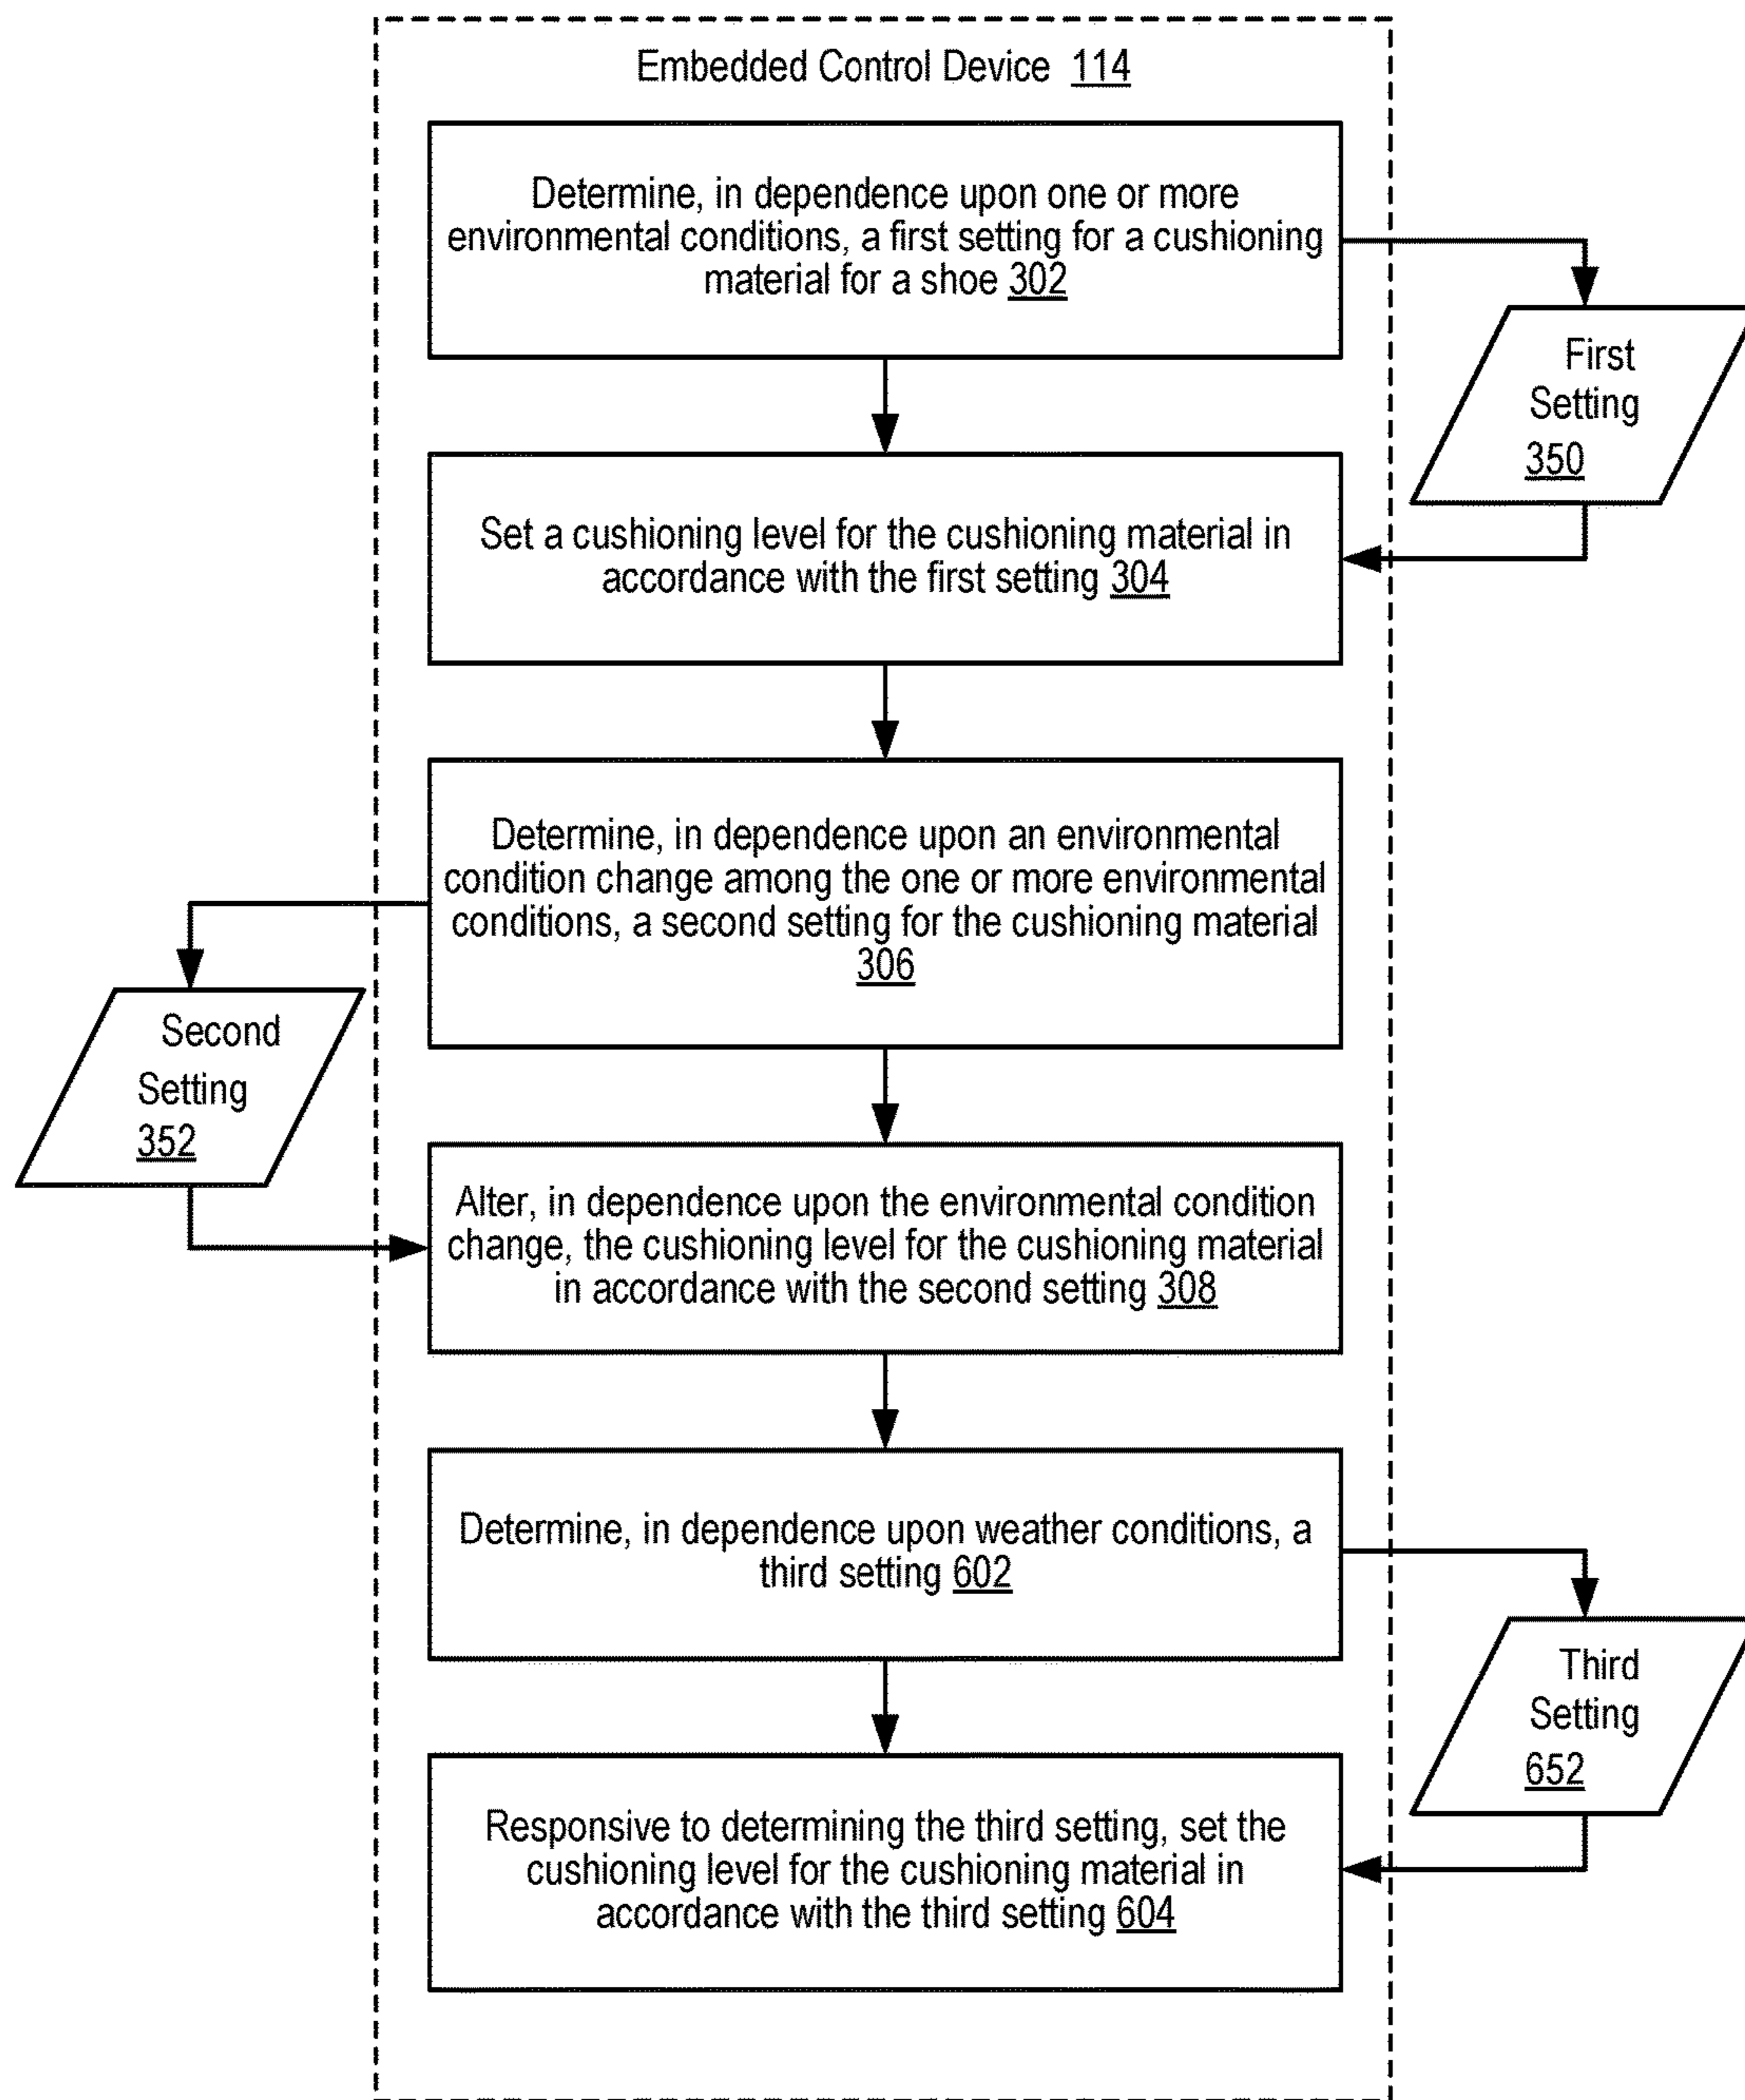 Embedded Control Device 114
Determine, in dependence upon one or more
environmental conditions, a first setting for a cushioning
material for a shoe 302
First
Setting
350
Set a cushioning level for the cushioning material in
accordance with the first setting 304
Determine, in dependence upon an environmental
condition change among the one or more environmental
conditions, a second setting for the cushioning material
306
Second
Setting
352
Alter, in dependence upon the environmental condition
change, the cushioning level for the cushioning material
in accordance with the second setting 308
Determine, in dependence upon weather conditions, a
third setting 602
Third
Setting
652
Responsive to determining the third setting, set the
cushioning level for the cushioning material in
accordance with the third setting 604